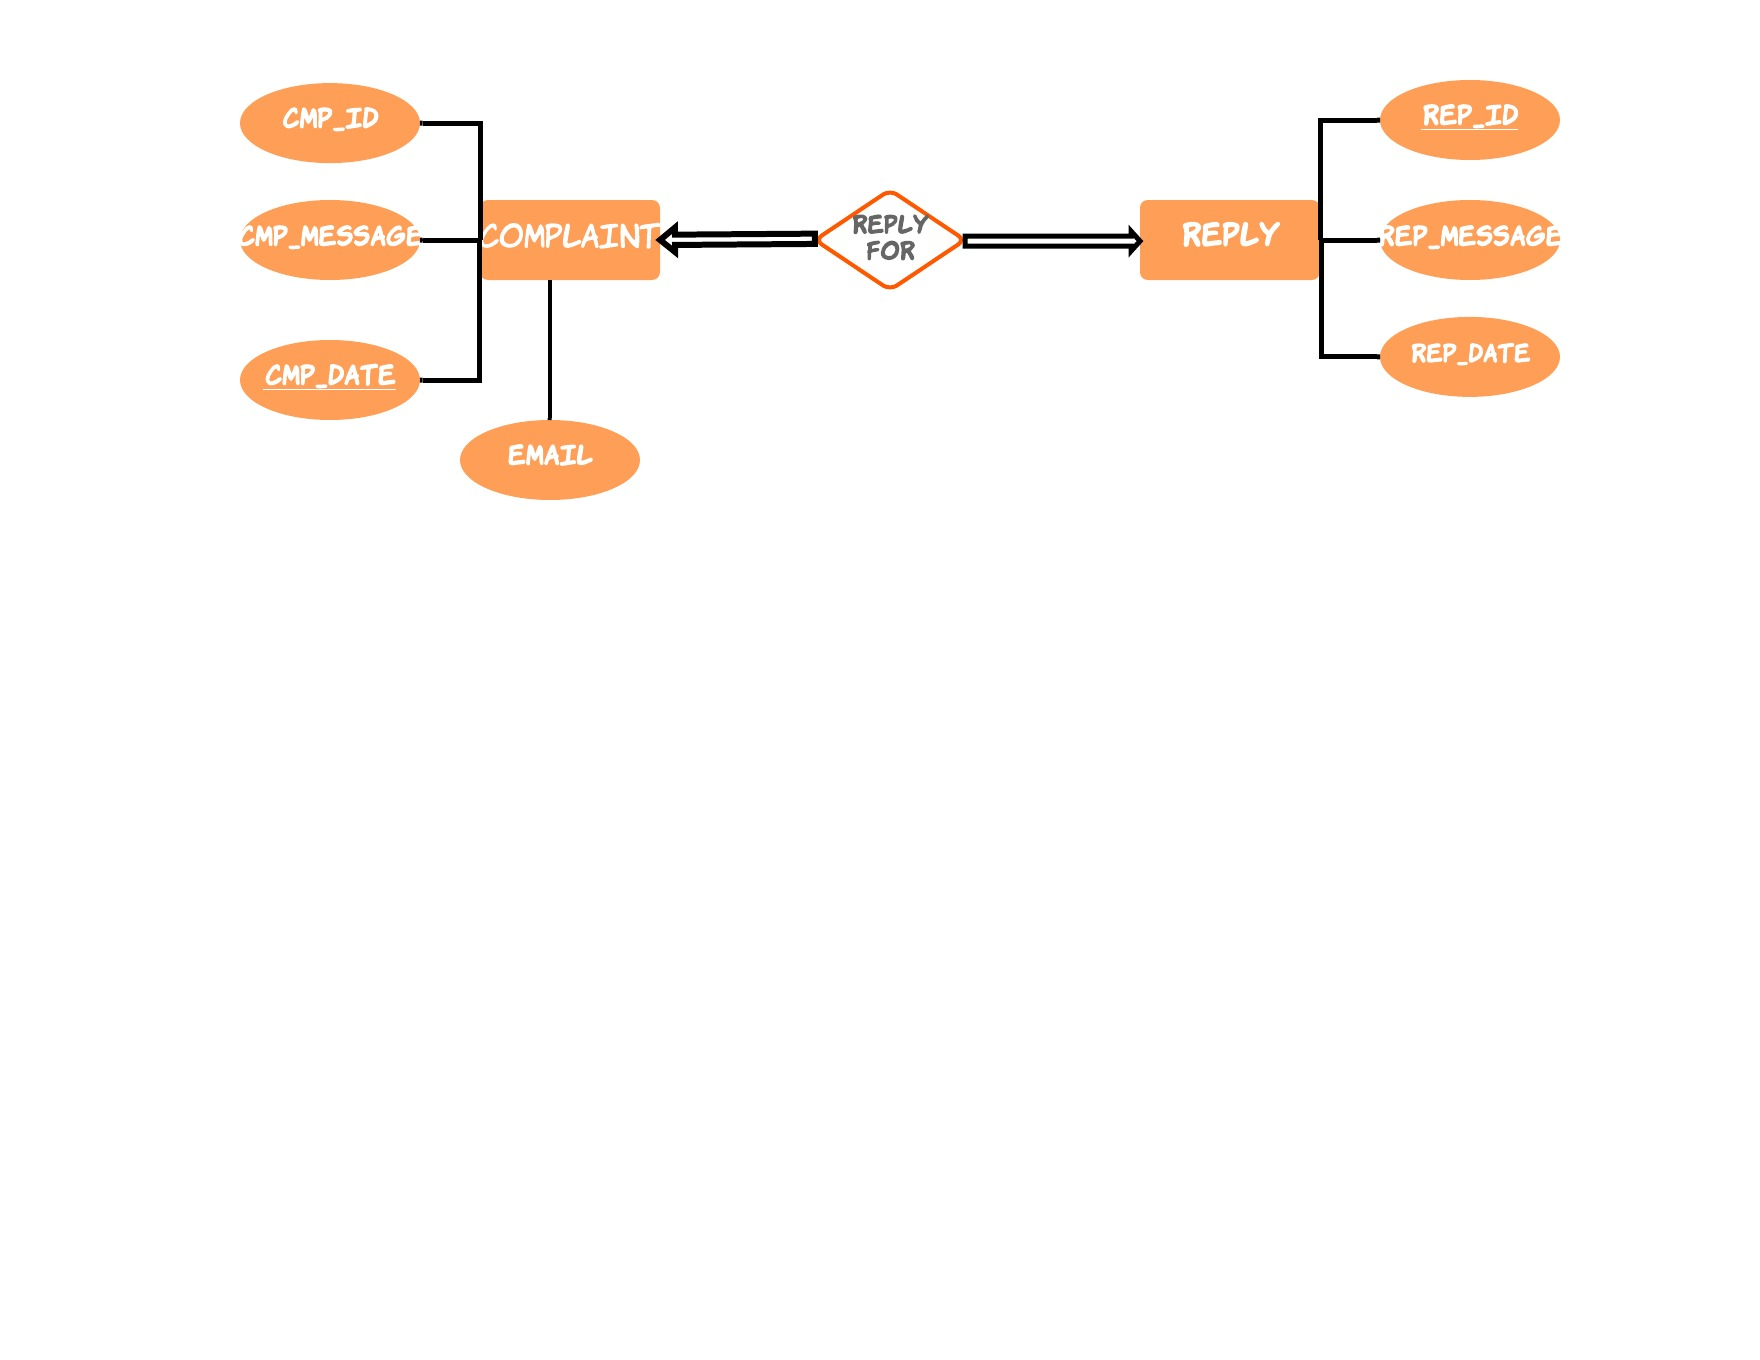 CMP_ID
CMP_MESSAGE
CMP_DATE
COMPLAINT
EMAIL
REPLY
FOR
REPLY
REP_ID
REP_MESSAGE
REP_DATE